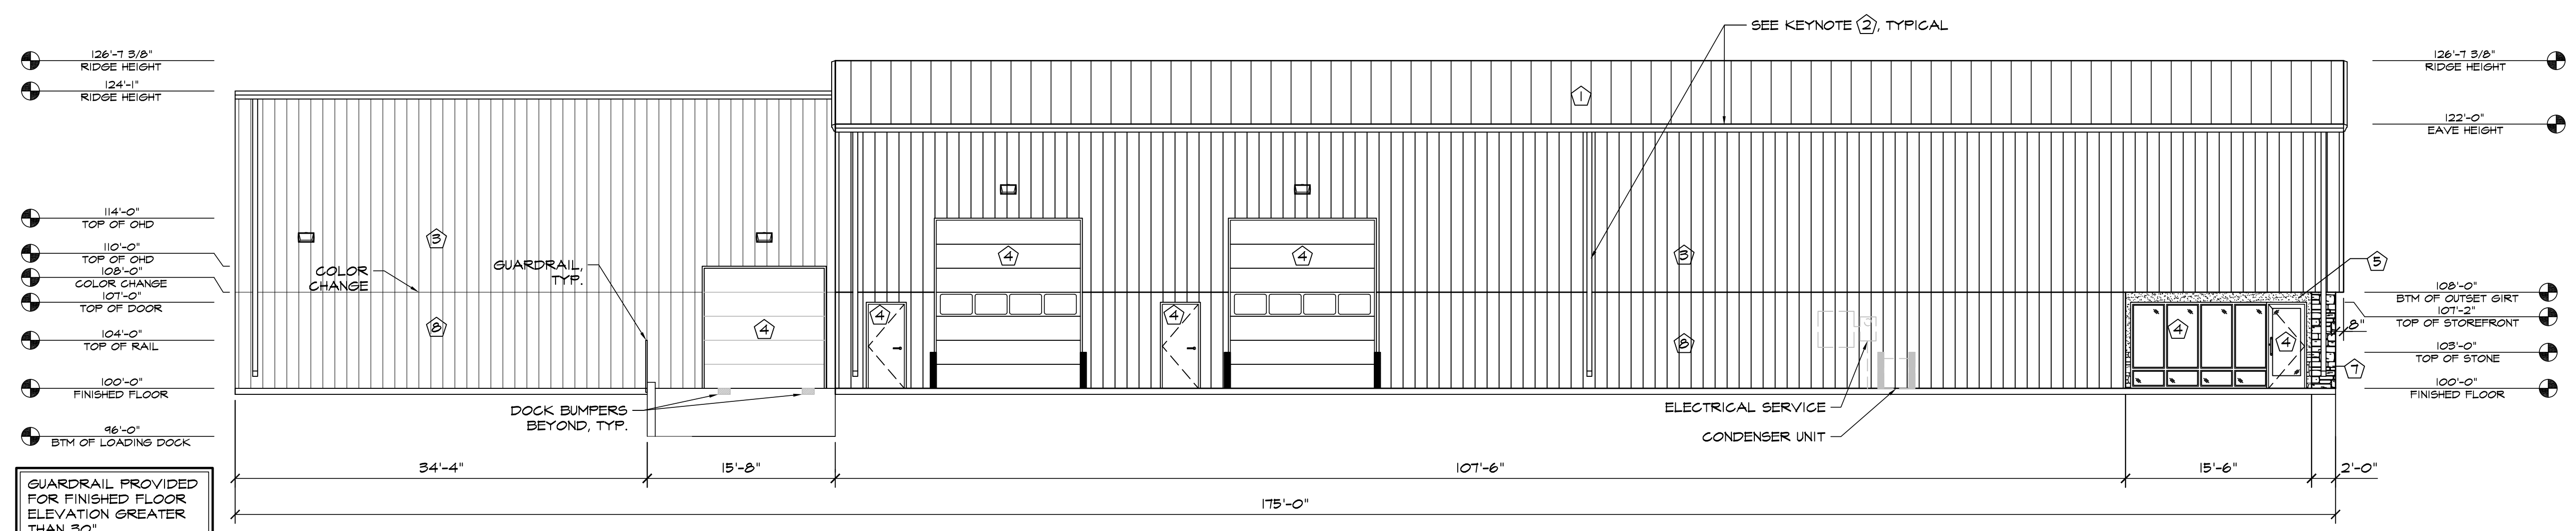 SEE KEYNOTE 2, TYPICAL
126'-7 3/8"
RIDGE HEIGHT
124'-1"
RIDGE HEIGHT
114'-0"
TOP OF OHD
110'-0"
TOP OF OHD
108'-0"
COLOR CHANGE
107'-0"
TOP OF DOOR
104'-0"
TOP OF RAIL
100'-0"
FINISHED FLOOR
96'-0"
BTM OF LOADING DOCK
GUARDRAIL PROVIDED
FOR FINISHED FLOOR
ELEVATION GREATER
THAN 30"
COLOR
CHANGE
3
8
GUARDRAIL,
TYP.
4
DOCK BUMPERS
BEYOND, TYP.
1
4
4
4
4
3
8
ELECTRICAL SERVICE
CONDENSER UNIT
4
4
5
7
8"
126'-7 3/8"
RIDGE HEIGHT
122'-0"
EAVE HEIGHT
108'-0"
BTM OF OUTSET GIRT
107'-2"
TOP OF STOREFRONT
103'-0"
TOP OF STONE
100'-0"
FINISHED FLOOR
34'-4"
15'-8"
107'-6"
15'-6"
2'-0"
175'-0"